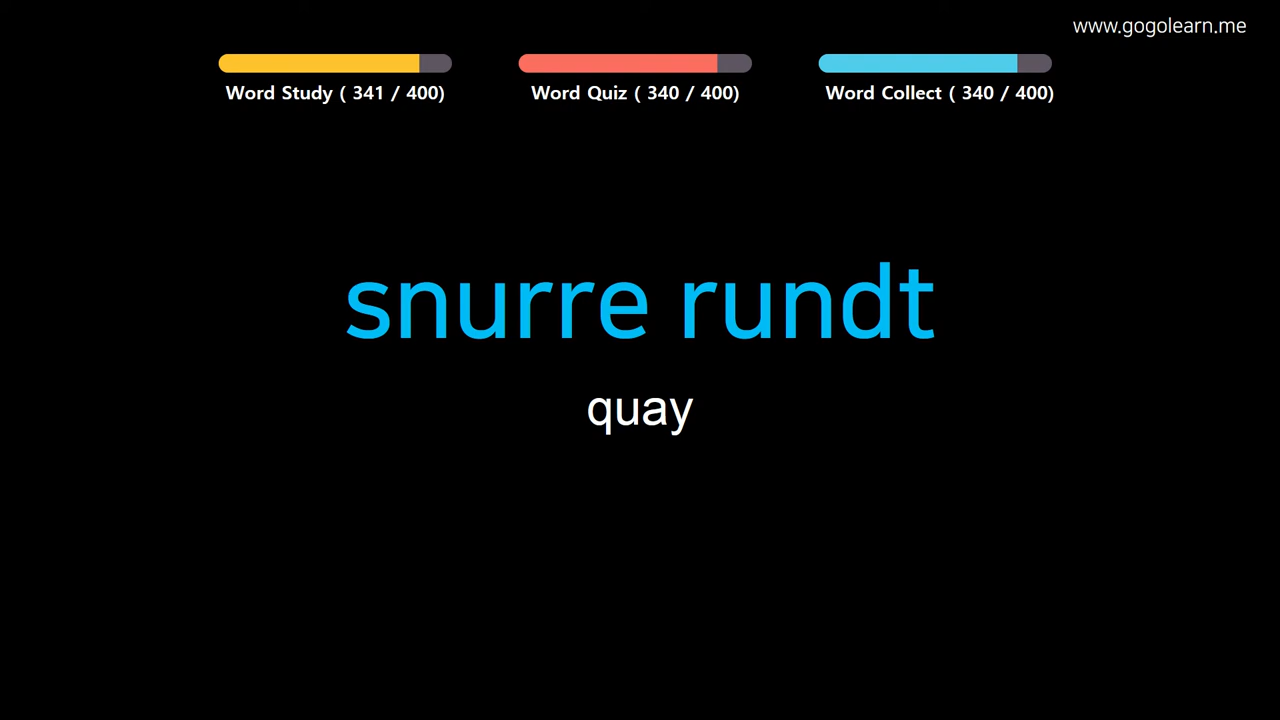 www.gogolearn.me
Word Study ( 341 / 400)
Word Quiz ( 340 / 400)
Word Collect ( 340 / 400)
snurre rundt
quay